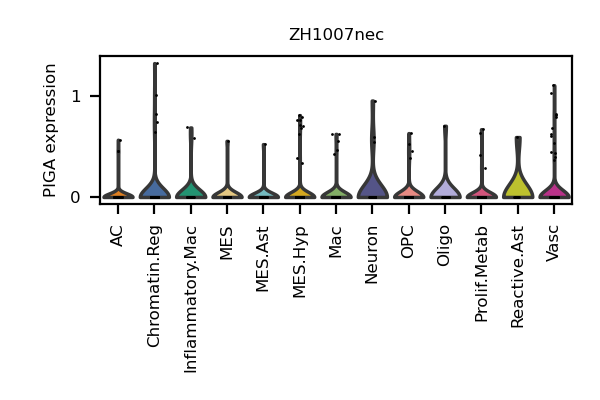 ZH1007nec
PIGA expression
1
0
AC
Chromatin.Reg
Inflammatory.Mac
MES
MES.Ast
MES.Hyp
Mac
Neuron
OPC
Oligo
Prolif.Metab
Reactive.Ast
Vasc